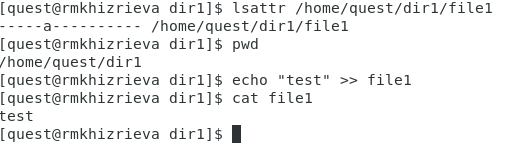 [quest@rmkhizrieva dir1]$ lsattr /home/quest/dir1/file1
-----a---------- /home/quest/dir1/file1
[quest@rmkhizrieva dir1]$ pwd
/home/quest/dir1
[quest@rmkhizrieva dir1]$ echo "test" >> file1
[quest@rmkhizrieva dir1]$ cat file1
test
[quest@rmkhizrieva dir1]$